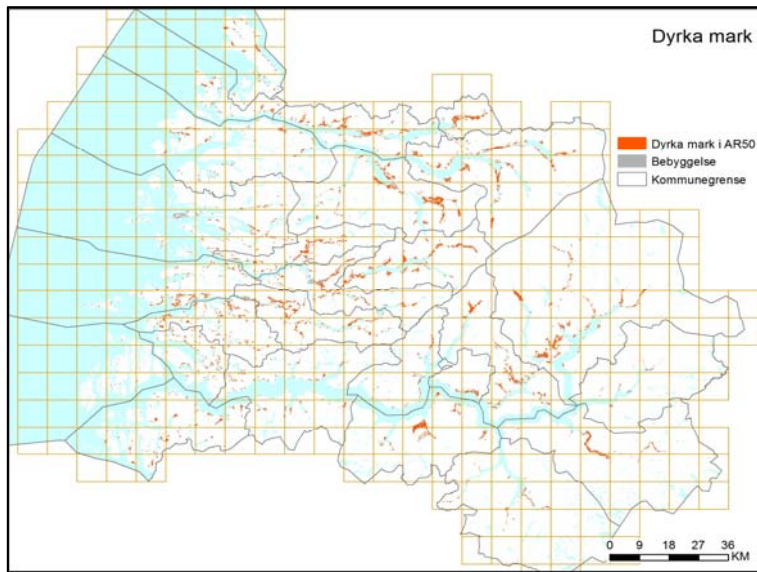 Dyrka mark
Dyrka mark i AR50
Bebyggelse
Kommunegrense
0 9 18 27 36
KM